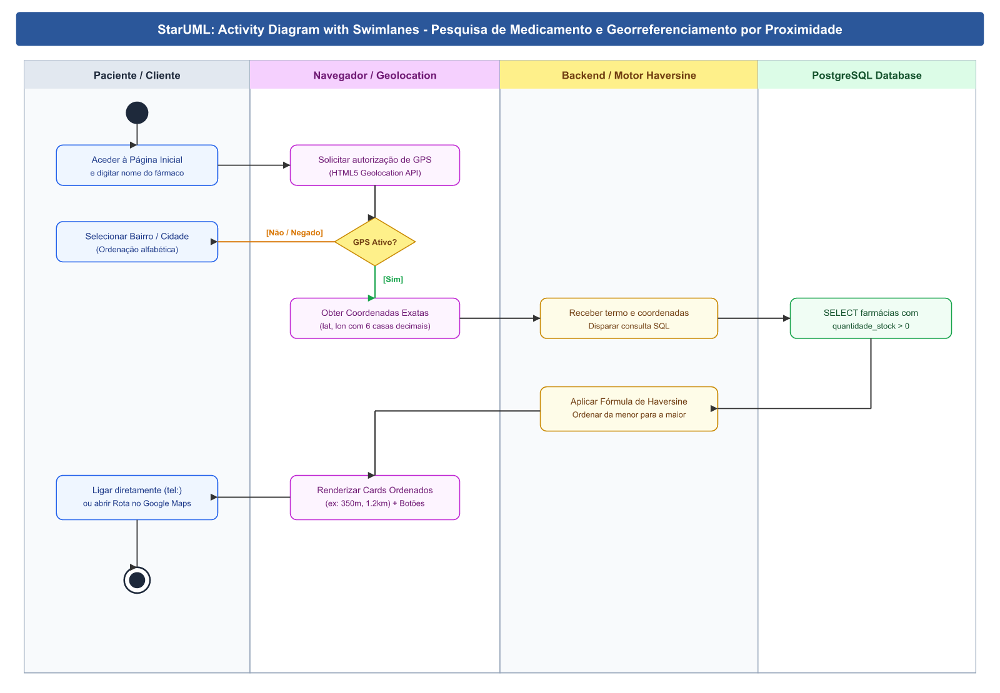 StarUML: Activity Diagram with Swimlanes - Pesquisa de Medicamento e Georreferenciamento por Proximidade
Paciente / Cliente
Navegador / Geolocation
Backend / Motor Haversine
PostgreSQL Database
Aceder à Página Inicial
e digitar nome do fármaco
Solicitar autorização de GPS
(HTML5 Geolocation API)
Selecionar Bairro / Cidade
(Ordenação alfabética)
[Não / Negado]
GPS Ativo?
[Sim]
Obter Coordenadas Exatas
(lat, lon com 6 casas decimais)
Receber termo e coordenadas
Disparar consulta SQL
SELECT farmácias com
quantidade_stock > 0
Aplicar Fórmula de Haversine
Ordenar da menor para a maior
Ligar diretamente (tel:)
ou abrir Rota no Google Maps
Renderizar Cards Ordenados
(ex: 350m, 1.2km) + Botões